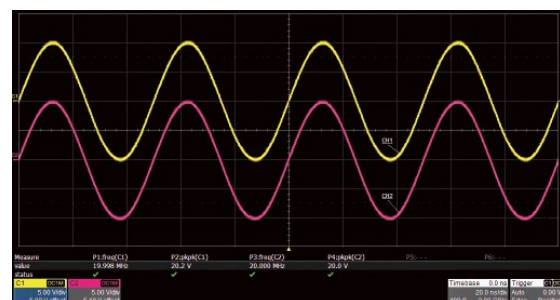 C1
CH1
CH2
Measure P1:freq(C1) P2:pkpk(C1) P3:freq(C2) P4:pkpk(C2) P5:--- P6:---
value 19.998 MHz 20.2 V 20.000 MHz 20.0 V
status
C1 DC1M C2 DC1M Timebase 0.0 ns Trigger
5.00 V/div 5.00 V/div 20.0 ns/div Auto